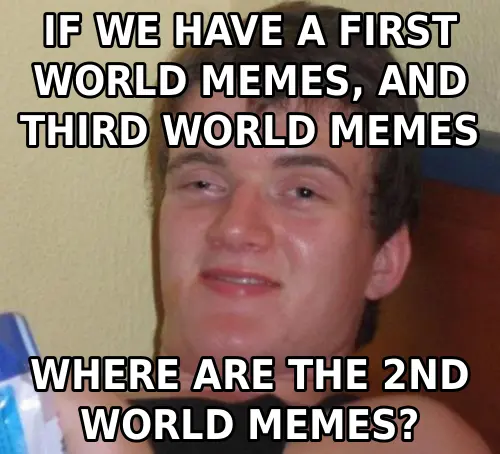 IF WE HAVE A FIRST
WORLD MEMES, AND
THIRD WORLD MEMES
WHERE ARE THE 2ND
WORLD MEMES?